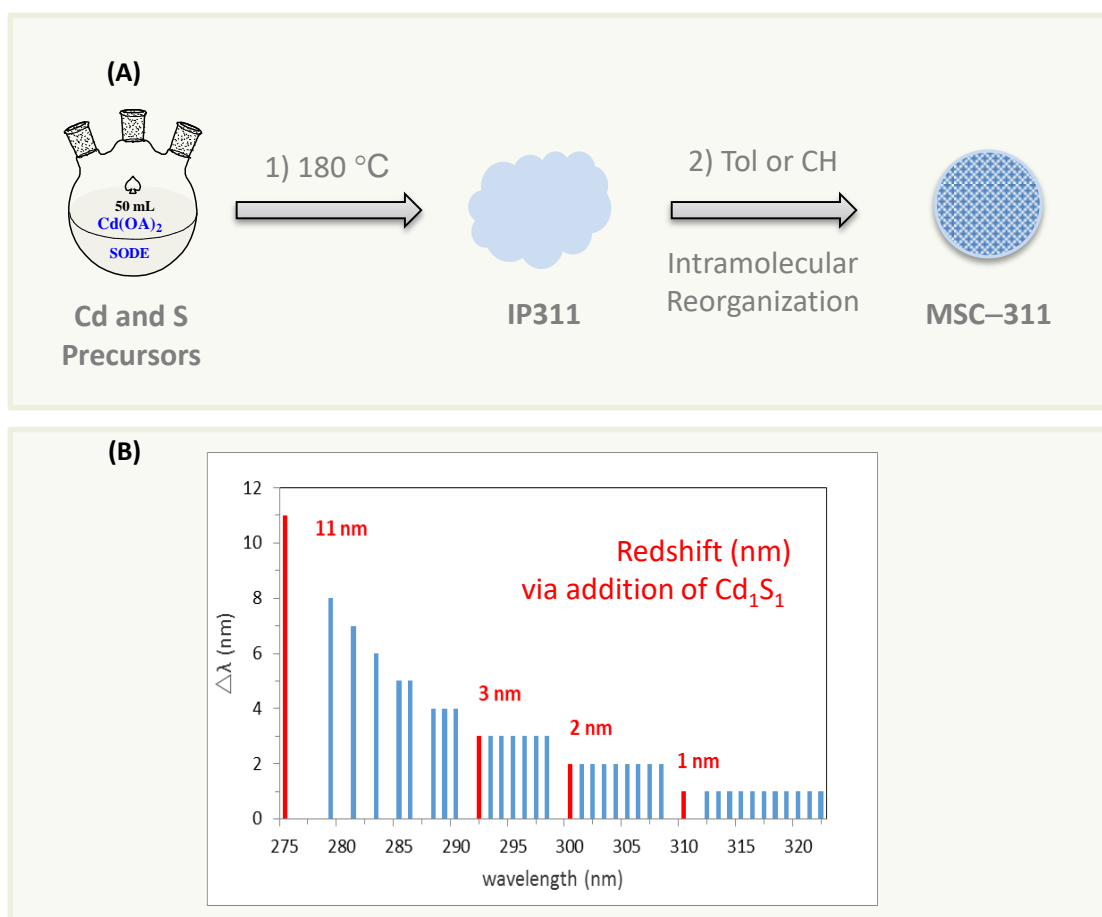 (A)
50 mL
Cd(OA)₂
SODE
Cd and S
Precursors
1) 180 °C
IP311
2) Tol or CH
Intramolecular
Reorganization
MSC–311
(B)
12
10
8
6
4
2
0
△λ (nm)
11 nm
3 nm
2 nm
1 nm
Redshift (nm)
via addition of Cd₁S₁
275 280 285 290 295 300 305 310 315 320
wavelength (nm)